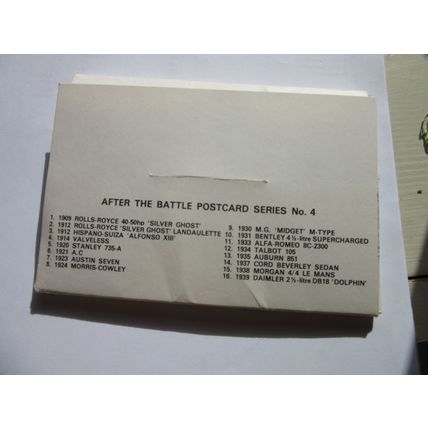 AFTER THE BATTLE POSTCARD SERIES No. 4
1. 1909 ROLLS-ROYCE 40-50hp 'SILVER GHOST'
2. 1912 ROLLS-ROYCE 'SILVER GHOST' LANDAULETTE
3. 1912 HISPANO-SUIZA 'ALFONSO XIII'
4. 1914 VALVELESS
5. 1920 STANLEY 735-A
6. 1921 A.C
7. 1923 AUSTIN SEVEN
8. 1924 MORRIS-COWLEY
9. 1930 M.G. 'MIDGET' M-TYPE
10. 1931 BENTLEY 4½-litre SUPERCHARGED
11. 1933 ALFA-ROMEO 8C-2300
12. 1934 TALBOT 105
13. 1935 AUBURN 851
14. 1937 CORD BEVERLEY SEDAN
15. 1938 MORGAN 4/4 LE MANS
16. 1939 DAIMLER 2½-litre DB18 'DOLPHIN'